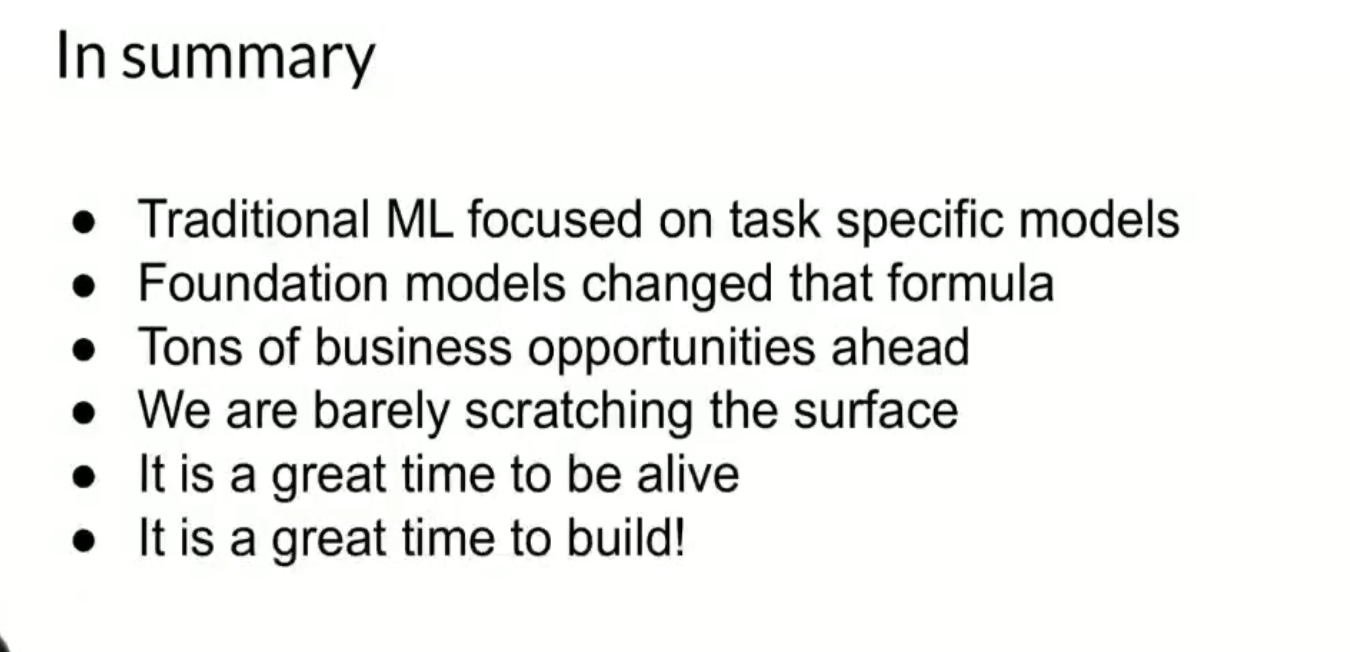 In summary
● Traditional ML focused on task specific models
● Foundation models changed that formula
● Tons of business opportunities ahead
● We are barely scratching the surface
● It is a great time to be alive
● It is a great time to build!